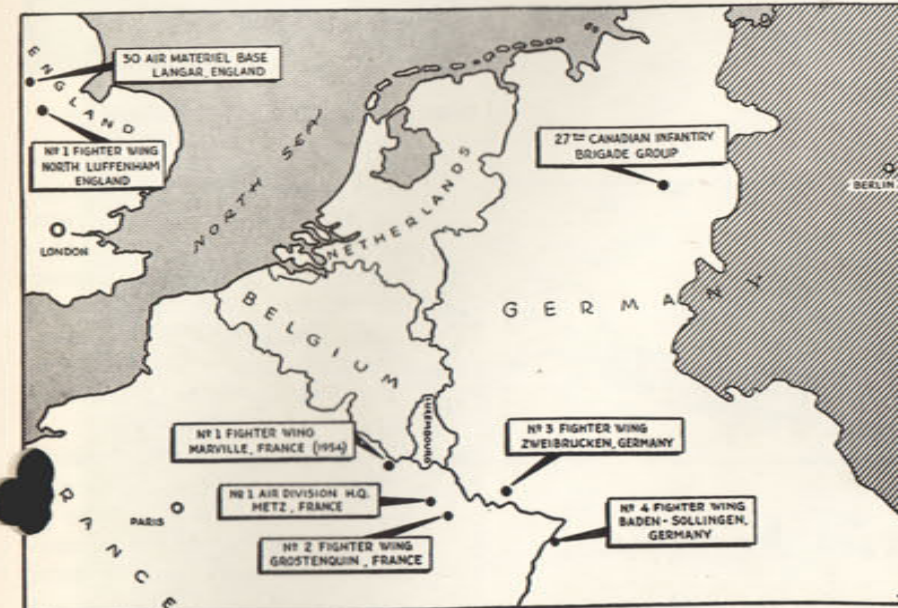 ENGLAND
30 AIR MATERIEL BASE
LANGAR, ENGLAND
Nº 1 FIGHTER WING
NORTH LUFFENHAM
ENGLAND
LONDON
NORTH SEA
NETHERLANDS
27TH CANADIAN INFANTRY
BRIGADE GROUP
BERLIN
BELGIUM
GERMANY
LUXEMBOURG
Nº 1 FIGHTER WING
MARVILLE, FRANCE (1954)
Nº 3 FIGHTER WING
ZWEIBRUCKEN, GERMANY
Nº 1 AIR DIVISION H.Q.
METZ, FRANCE
Nº 4 FIGHTER WING
BADEN-SOLLINGEN,
GERMANY
PARIS
Nº 2 FIGHTER WING
GROSTENQUIN, FRANCE
RANCE